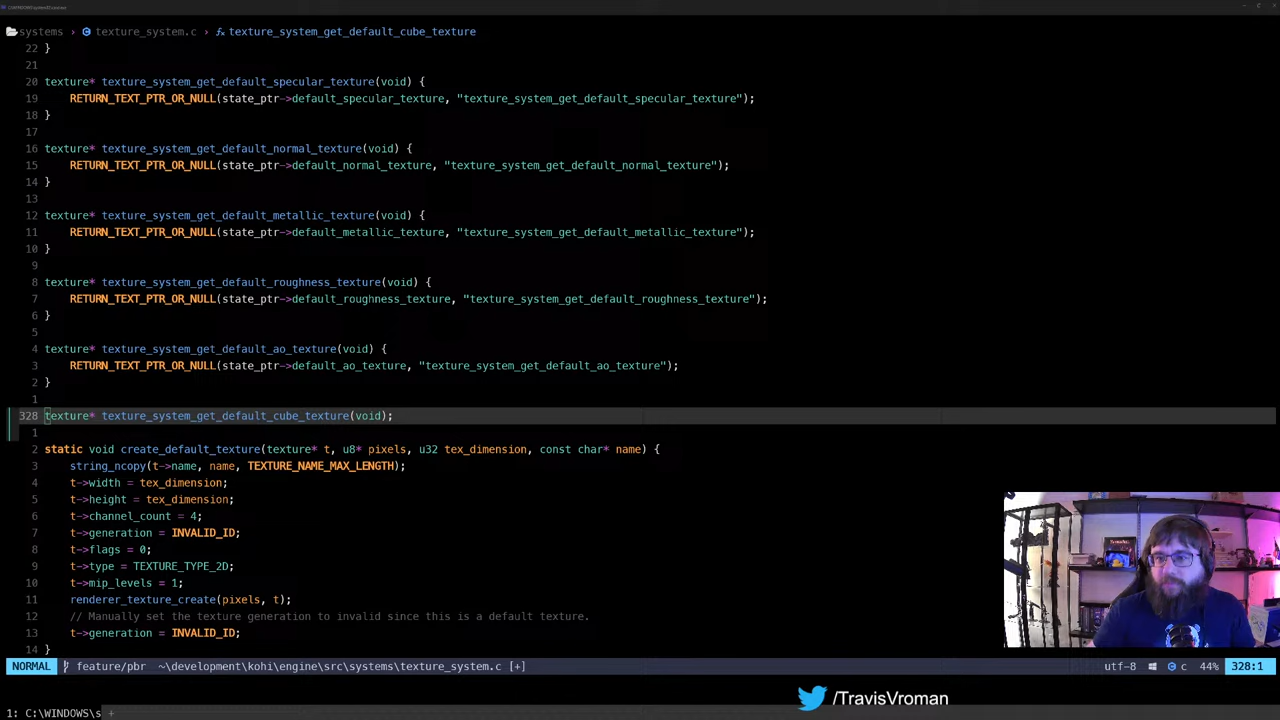 systems › texture_system.c › texture_system_get_default_cube_texture
22 }
21
20 texture* texture_system_get_default_specular_texture(void) {
19 RETURN_TEXT_PTR_OR_NULL(state_ptr->default_specular_texture, "texture_system_get_default_specular_texture");
18 }
17
16 texture* texture_system_get_default_normal_texture(void) {
15 RETURN_TEXT_PTR_OR_NULL(state_ptr->default_normal_texture, "texture_system_get_default_normal_texture");
14 }
13
12 texture* texture_system_get_default_metallic_texture(void) {
11 RETURN_TEXT_PTR_OR_NULL(state_ptr->default_metallic_texture, "texture_system_get_default_metallic_texture");
10 }
9
8 texture* texture_system_get_default_roughness_texture(void) {
7 RETURN_TEXT_PTR_OR_NULL(state_ptr->default_roughness_texture, "texture_system_get_default_roughness_texture");
6 }
5
4 texture* texture_system_get_default_ao_texture(void) {
3 RETURN_TEXT_PTR_OR_NULL(state_ptr->default_ao_texture, "texture_system_get_default_ao_texture");
2 }
1
328 texture* texture_system_get_default_cube_texture(void);
1
2 static void create_default_texture(texture* t, u8* pixels, u32 tex_dimension, const char* name) {
3 string_ncopy(t->name, name, TEXTURE_NAME_MAX_LENGTH);
4 t->width = tex_dimension;
5 t->height = tex_dimension;
6 t->channel_count = 4;
7 t->generation = INVALID_ID;
8 t->flags = 0;
9 t->type = TEXTURE_TYPE_2D;
10 t->mip_levels = 1;
11 renderer_texture_create(pixels, t);
12 // Manually set the texture generation to invalid since this is a default texture.
13 t->generation = INVALID_ID;
14 }
NORMAL feature/pbr ~\development\kohi\engine\src\systems\texture_system.c [+] utf-8 c 44% 328:1
/TravisVroman
1: C:\WINDOWS\s +